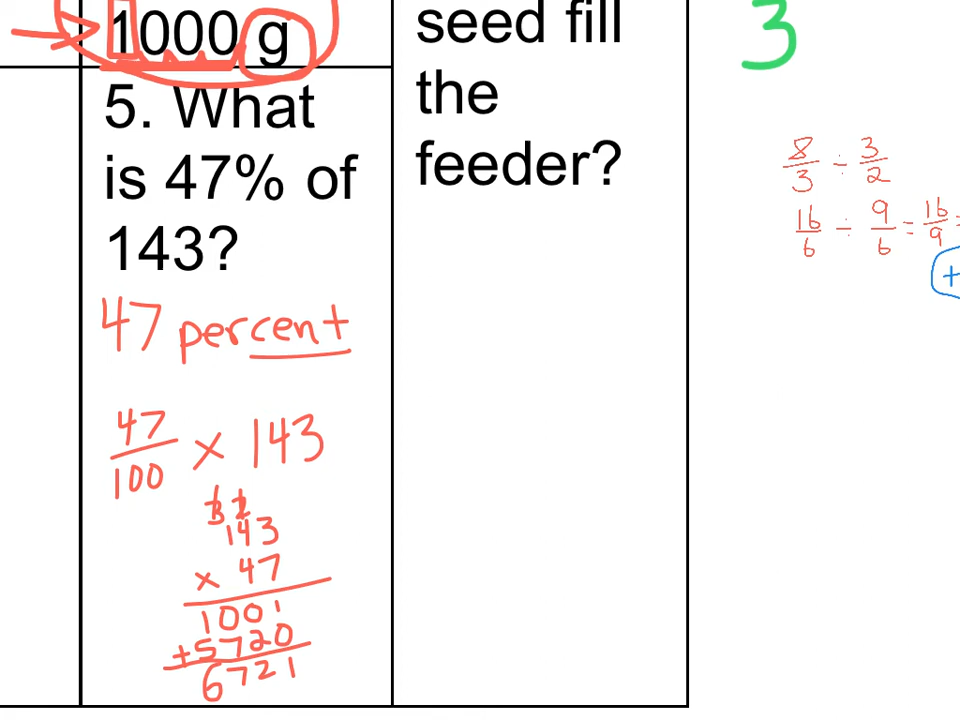 1000 g
5. What
is 47% of
143?
47 percent
47/100 × 143
143
× 47
1001
+5720
6721
seed fill
the
feeder?
3
8/3 ÷ 3/2
16/6 ÷ 9/6 = 16/9 =
+